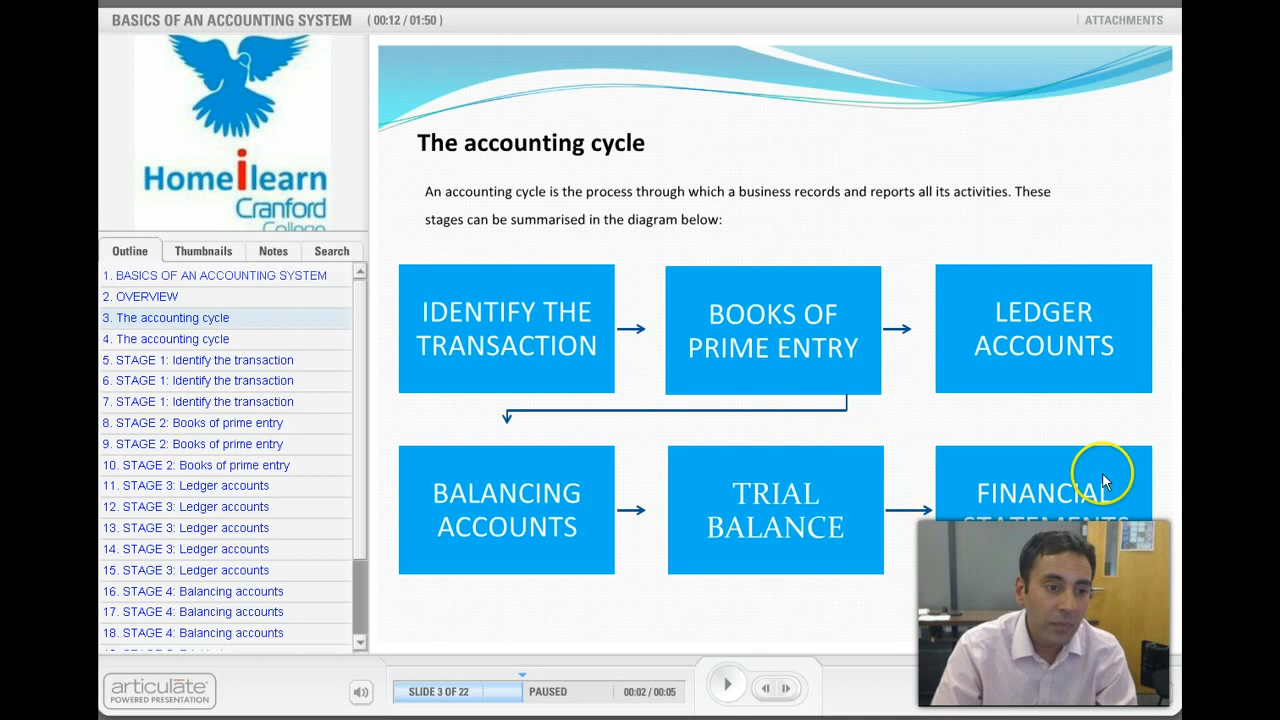 BASICS OF AN ACCOUNTING SYSTEM ( 00:12 / 01:50 )
ATTACHMENTS
Home i learn
Cranford
College
Outline Thumbnails Notes Search
1. BASICS OF AN ACCOUNTING SYSTEM
2. OVERVIEW
3. The accounting cycle
4. The accounting cycle
5. STAGE 1: Identify the transaction
6. STAGE 1: Identify the transaction
7. STAGE 1: Identify the transaction
8. STAGE 2: Books of prime entry
9. STAGE 2: Books of prime entry
10. STAGE 2: Books of prime entry
11. STAGE 3: Ledger accounts
12. STAGE 3: Ledger accounts
13. STAGE 3: Ledger accounts
14. STAGE 3: Ledger accounts
15. STAGE 3: Ledger accounts
16. STAGE 4: Balancing accounts
17. STAGE 4: Balancing accounts
18. STAGE 4: Balancing accounts
The accounting cycle
An accounting cycle is the process through which a business records and reports all its activities. These
stages can be summarised in the diagram below:
IDENTIFY THE
TRANSACTION
BOOKS OF
PRIME ENTRY
LEDGER
ACCOUNTS
BALANCING
ACCOUNTS
TRIAL
BALANCE
FINANCIAL
STATEMENTS
articulate
POWERED PRESENTATION
SLIDE 3 OF 22
PAUSED
00:02 / 00:05